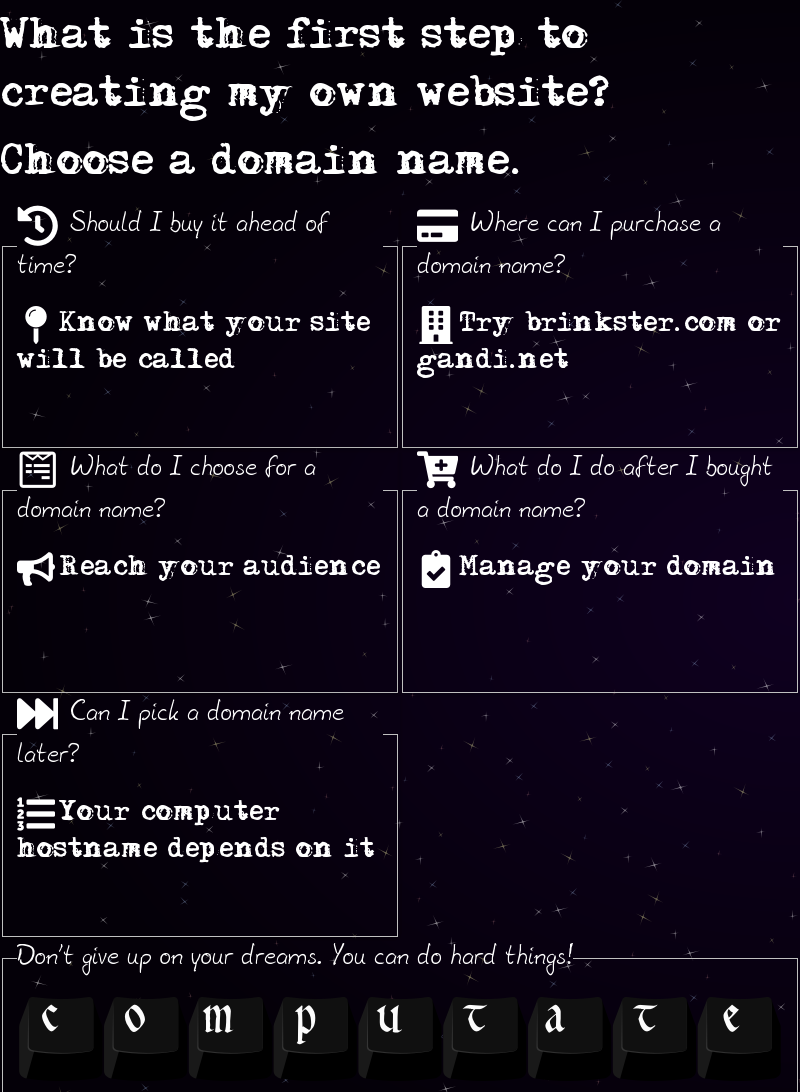 What is the first step to
creating my own website?
Choose a domain name.
Should I buy it ahead of
time?
Know what your site
will be called
Where can I purchase a
domain name?
Try brinkster.com or
gandi.net
What do I choose for a
domain name?
Reach your audience
What do I do after I bought
a domain name?
Manage your domain
Can I pick a domain name
later?
1
2
3
Your computer
hostname depends on it
Don't give up on your dreams. You can do hard things!
c o m p u t a t e